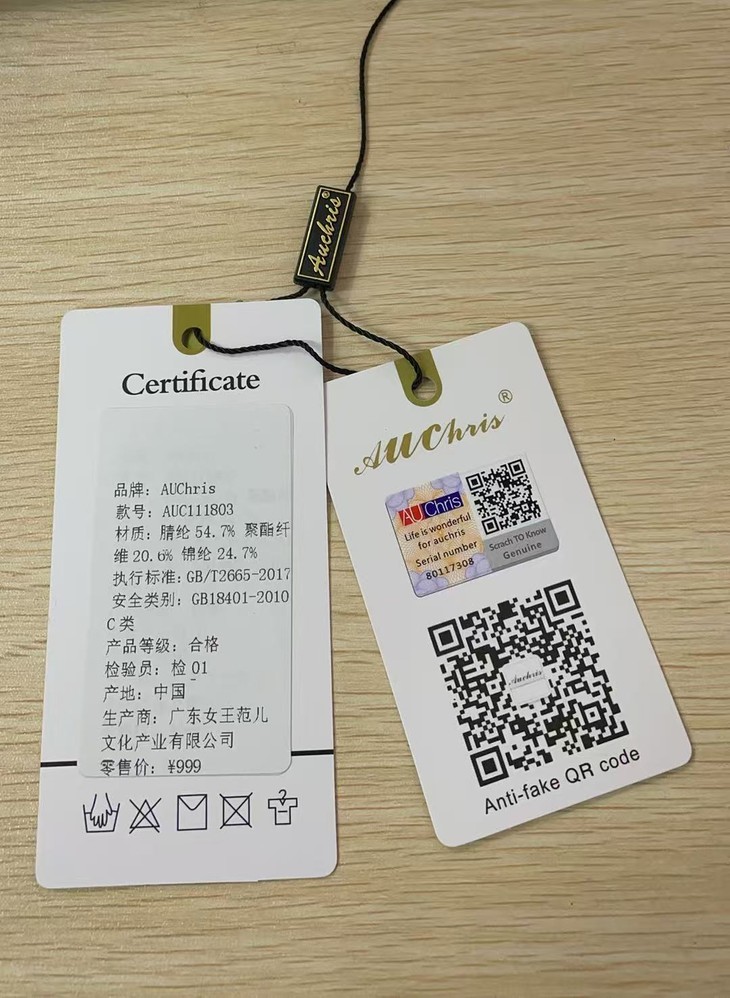 Auchris®
Certificate
品牌: AUChris
款号: AUC111803
材质: 腈纶 54.7% 聚酯纤
维 20.6% 锦纶 24.7%
执行标准: GB/T2665-2017
安全类别: GB18401-2010
C 类
产品等级: 合格
检验员: 检 01
产地: 中国
生产商: 广东女王范儿
文化产业有限公司
零售价: ¥999
AUChris®
AU Chris
Life is wonderful
for auchris
Serial number
80117308
Scrach TO Know
Genuine
Auchris
Anti-fake QR code